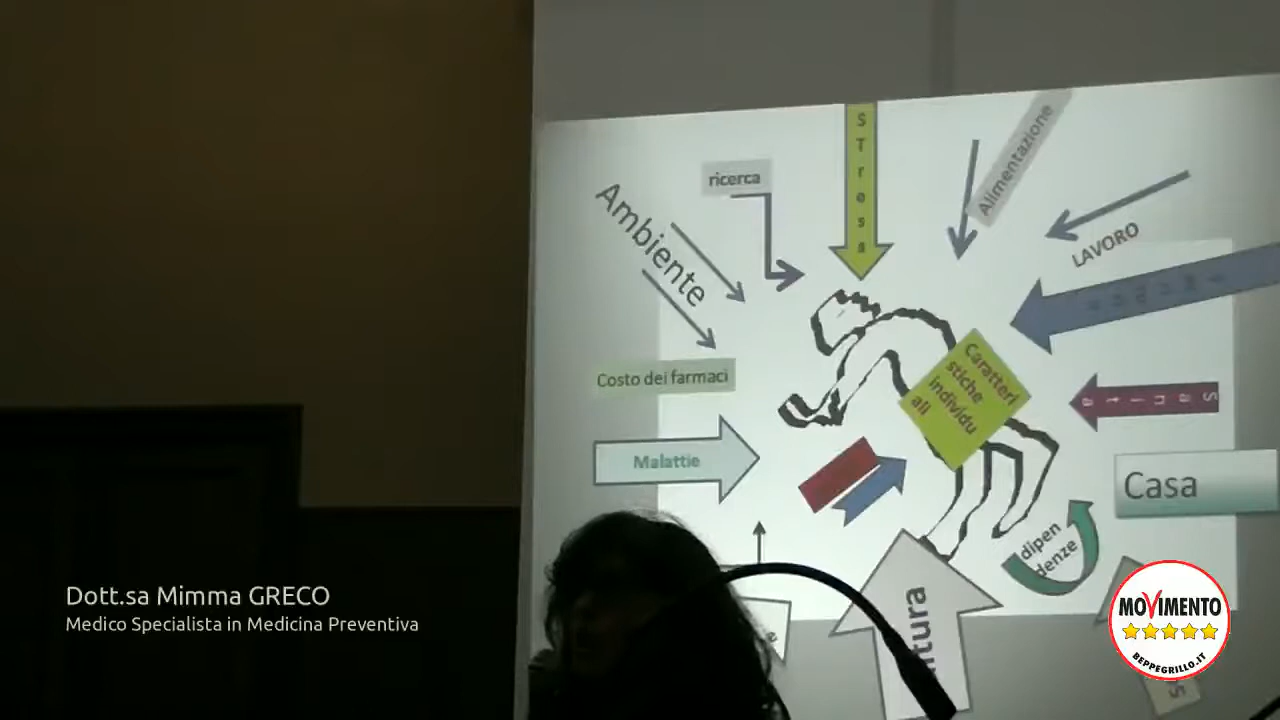 STress
Alimentazione
ricerca
Ambiente
LAVORO
Costo dei farmaci
Caratteri
stiche
individu
ali
Malattie
Casa
dipen
denze
Dott.sa Mimma GRECO
Medico Specialista in Medicina Preventiva
MOVIMENTO
BEPPEGRILLO.IT